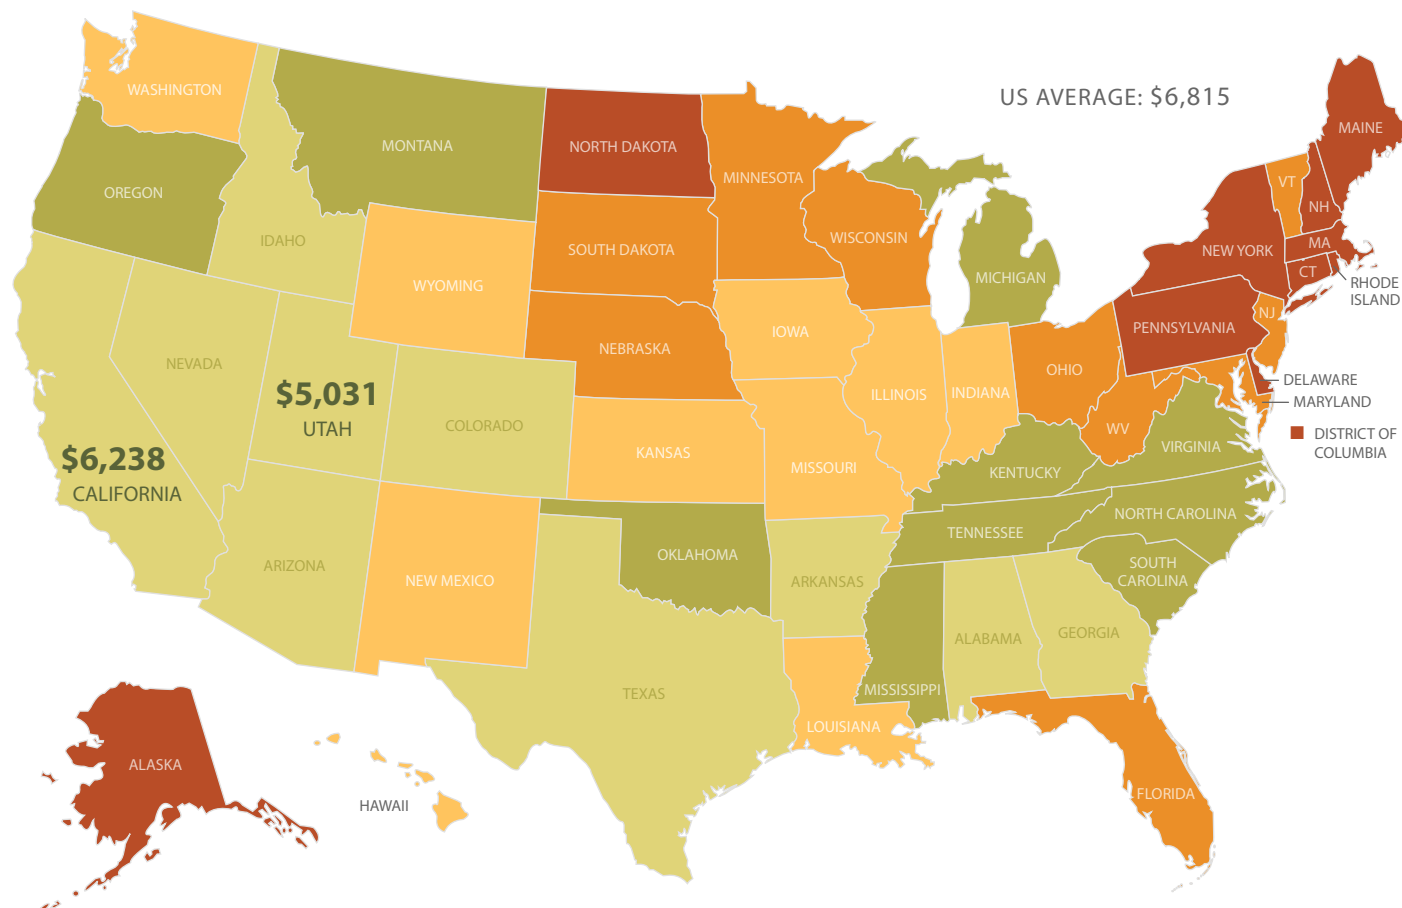 US AVERAGE: $6,815
WASHINGTON
MONTANA
NORTH DAKOTA
MINNESOTA
MAINE
OREGON
IDAHO
SOUTH DAKOTA
WISCONSIN
VT
NH
NEW YORK
MA
CT
RHODE
ISLAND
WYOMING
MICHIGAN
IOWA
NEBRASKA
PENNSYLVANIA
NJ
NEVADA
$5,031
UTAH
COLORADO
ILLINOIS
INDIANA
OHIO
DELAWARE
MARYLAND
WV
VIRGINIA
DISTRICT OF
COLUMBIA
$6,238
CALIFORNIA
KANSAS
MISSOURI
KENTUCKY
NORTH CAROLINA
TENNESSEE
ARIZONA
NEW MEXICO
OKLAHOMA
ARKANSAS
SOUTH
CAROLINA
ALABAMA
GEORGIA
TEXAS
MISSISSIPPI
LOUISIANA
ALASKA
HAWAII
FLORIDA